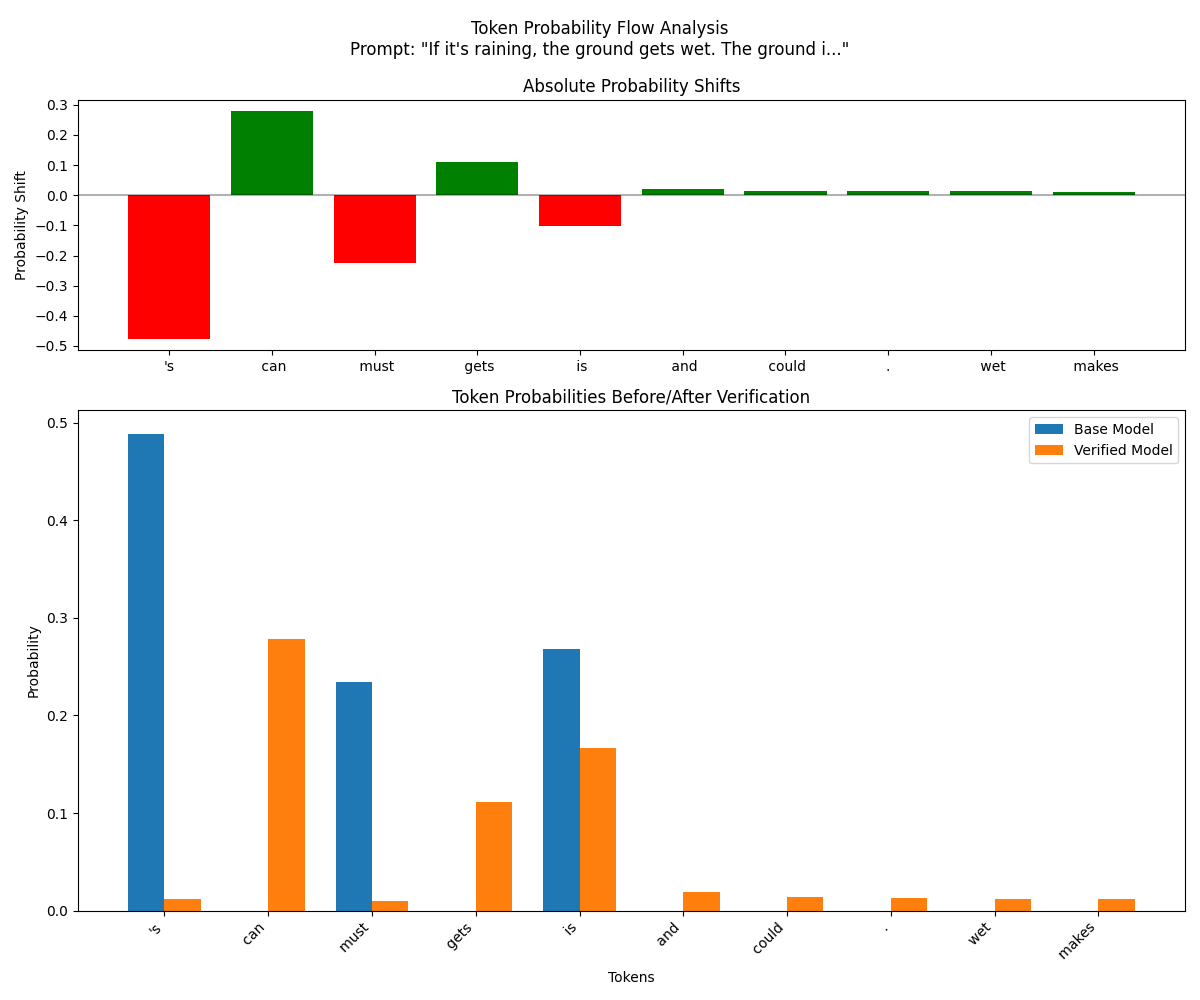 Token Probability Flow Analysis
Prompt: "If it's raining, the ground gets wet. The ground i..."
Absolute Probability Shifts
Probability Shift
0.3
0.2
0.1
0.0
−0.1
−0.2
−0.3
−0.4
−0.5
's can must gets is and could . wet makes
Token Probabilities Before/After Verification
Base Model
Verified Model
Probability
0.5
0.4
0.3
0.2
0.1
0.0
's can must gets is and could . wet makes
Tokens